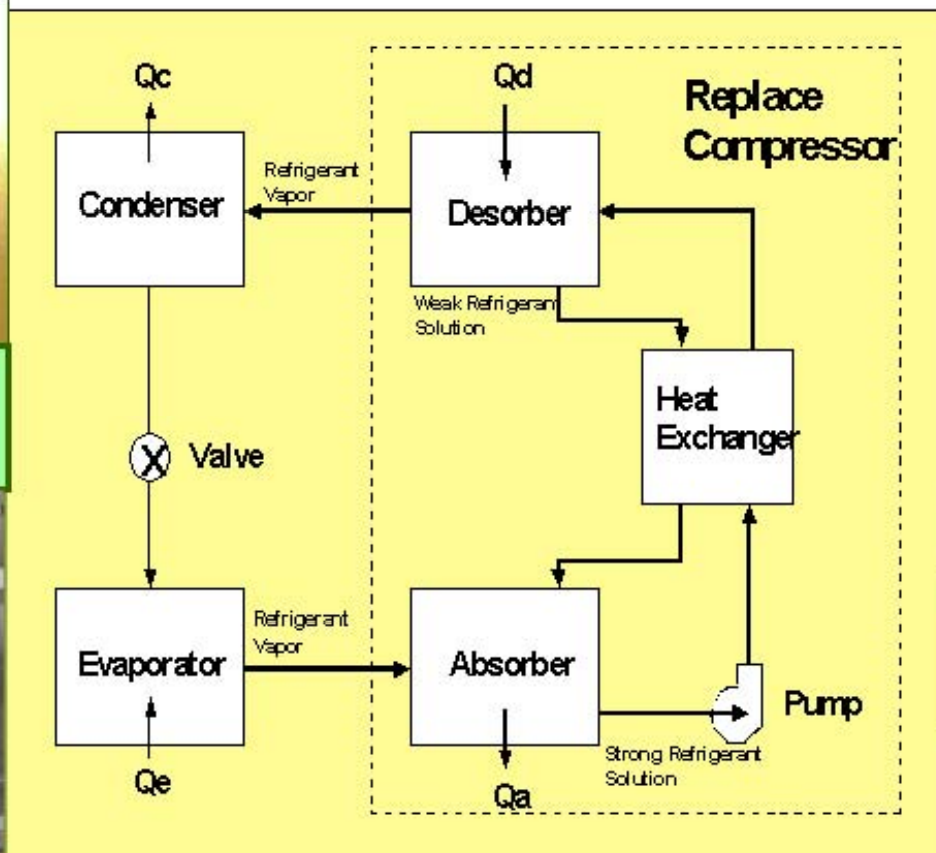 Qc
Qd
Replace
Compressor
Refrigerant
Vapor
Condenser
Desorber
Weak Refrigerant
Solution
Heat
Exchanger
X
Valve
Refrigerant
Vapor
Evaporator
Absorber
Pump
Strong Refrigerant
Solution
Qe
Qa